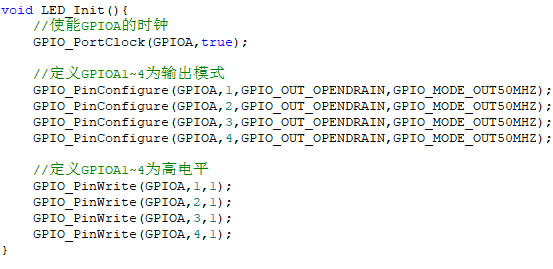 void LED_Init(){
//使能GPIOA的时钟
GPIO_PortClock(GPIOA,true);
//定义GPIOA1~4为输出模式
GPIO_PinConfigure(GPIOA,1,GPIO_OUT_OPENDRAIN,GPIO_MODE_OUT50MHZ);
GPIO_PinConfigure(GPIOA,2,GPIO_OUT_OPENDRAIN,GPIO_MODE_OUT50MHZ);
GPIO_PinConfigure(GPIOA,3,GPIO_OUT_OPENDRAIN,GPIO_MODE_OUT50MHZ);
GPIO_PinConfigure(GPIOA,4,GPIO_OUT_OPENDRAIN,GPIO_MODE_OUT50MHZ);
//定义GPIOA1~4为高电平
GPIO_PinWrite(GPIOA,1,1);
GPIO_PinWrite(GPIOA,2,1);
GPIO_PinWrite(GPIOA,3,1);
GPIO_PinWrite(GPIOA,4,1);
}